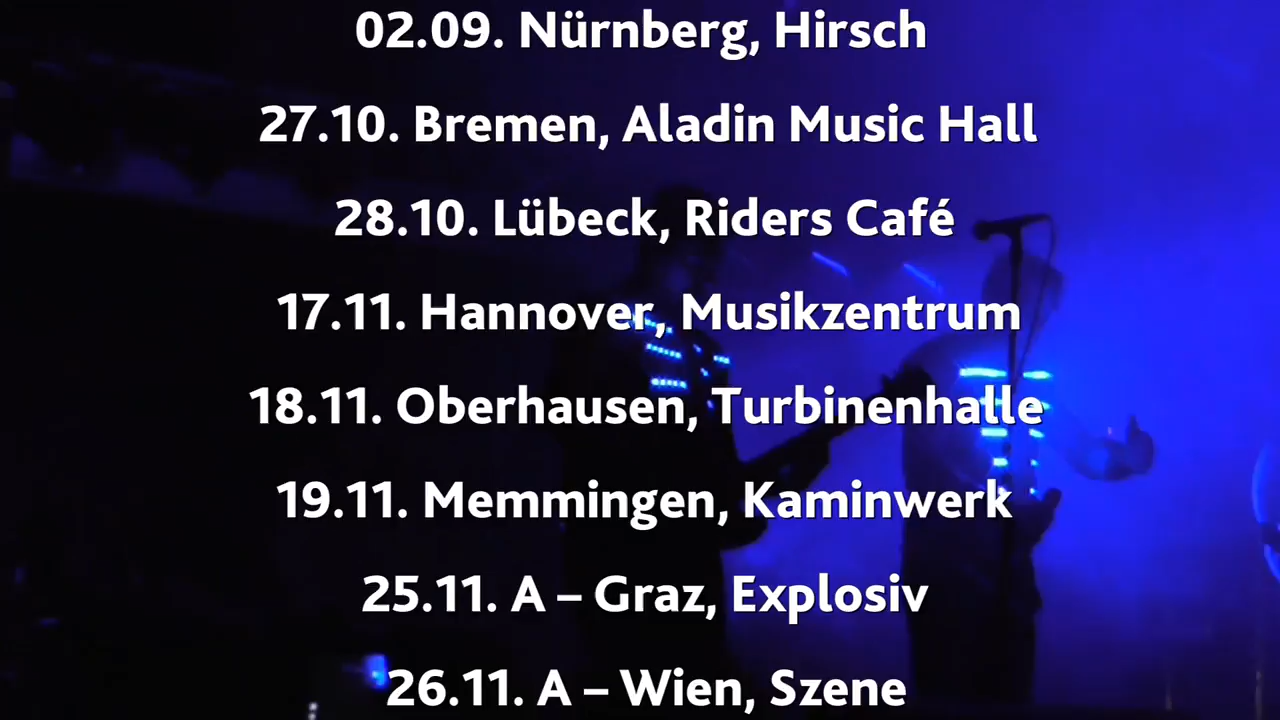 02.09. Nürnberg, Hirsch
27.10. Bremen, Aladin Music Hall
28.10. Lübeck, Riders Café
17.11. Hannover, Musikzentrum
18.11. Oberhausen, Turbinenhalle
19.11. Memmingen, Kaminwerk
25.11. A – Graz, Explosiv
26.11. A – Wien, Szene